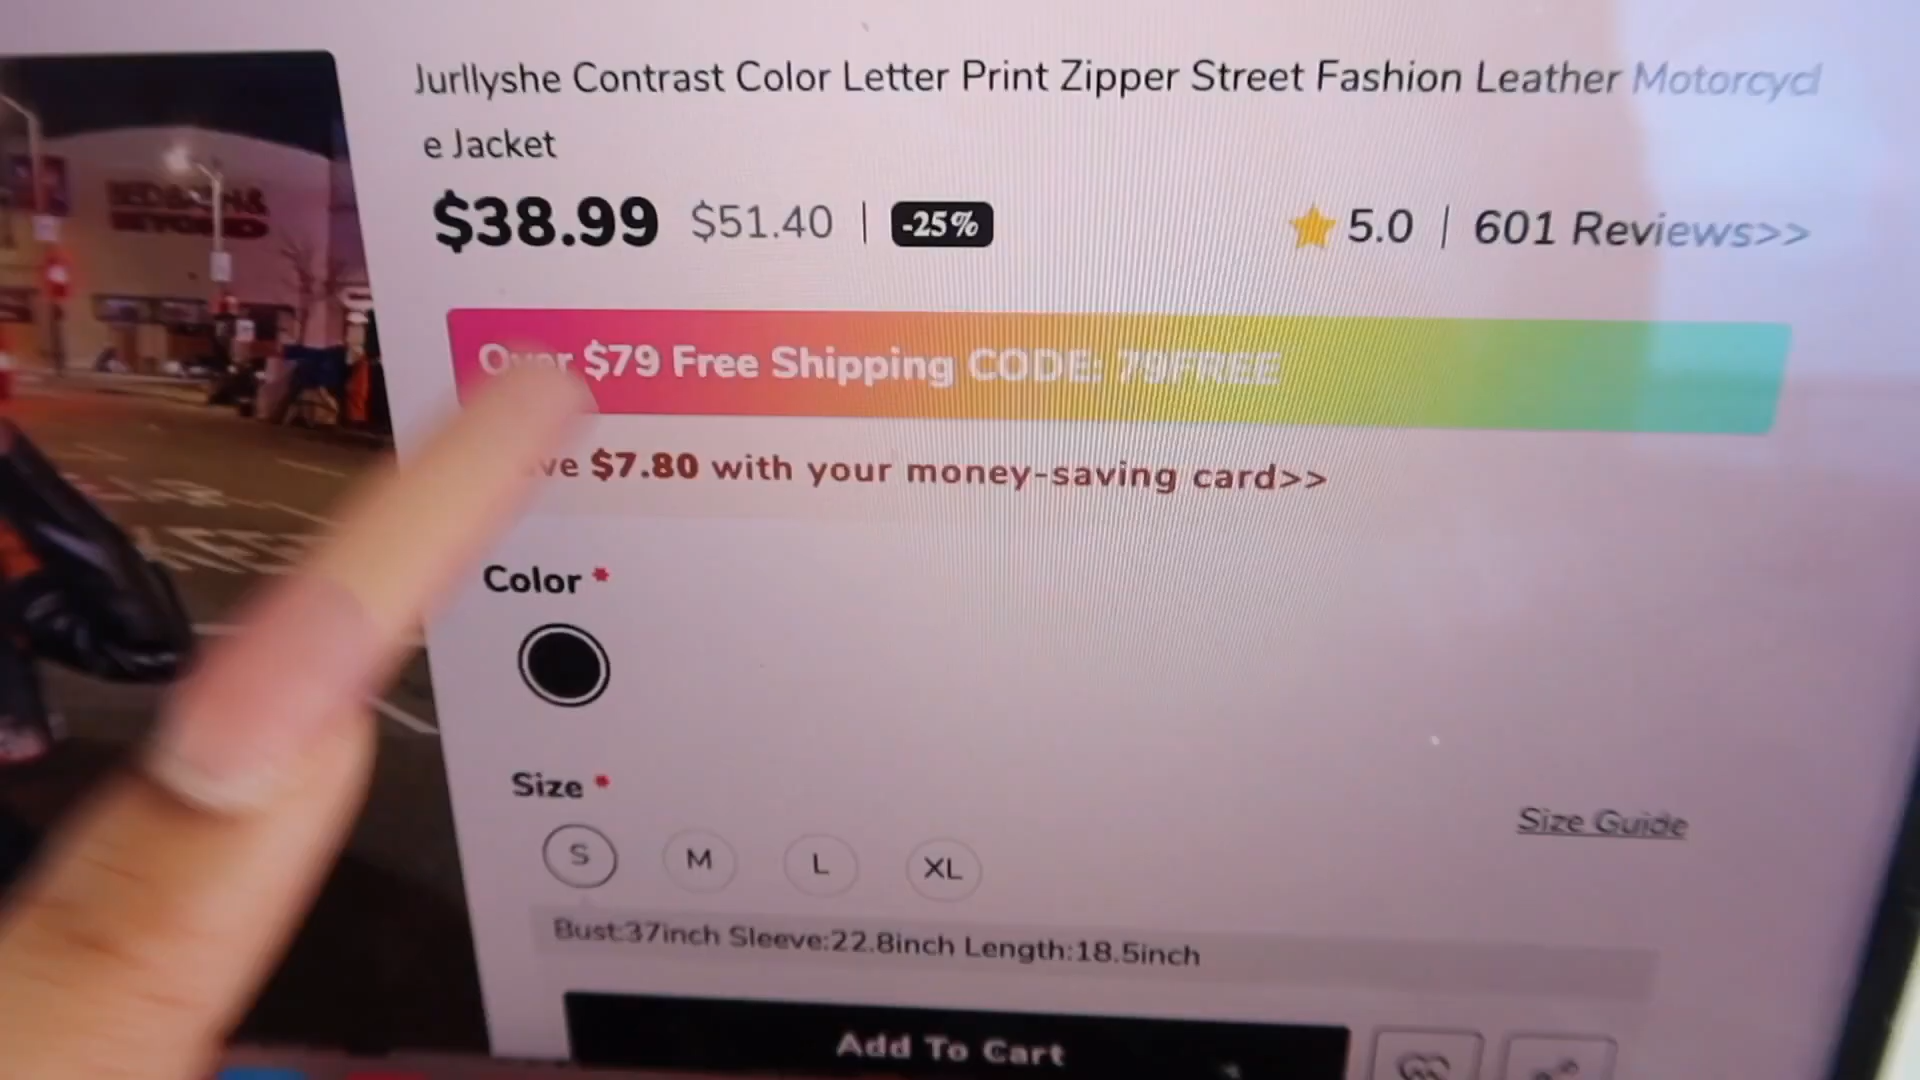 Jurllyshe Contrast Color Letter Print Zipper Street Fashion Leather Motorcycl
e Jacket
$38.99 $51.40 | -25%
5.0 | 601 Reviews>>
Over $79 Free Shipping CODE: 79FREE
$7.80 with your money-saving card>>
Color *
Size *
Size Guide
S M L XL
Bust:37inch Sleeve:22.8inch Length:18.5inch
Add To Cart